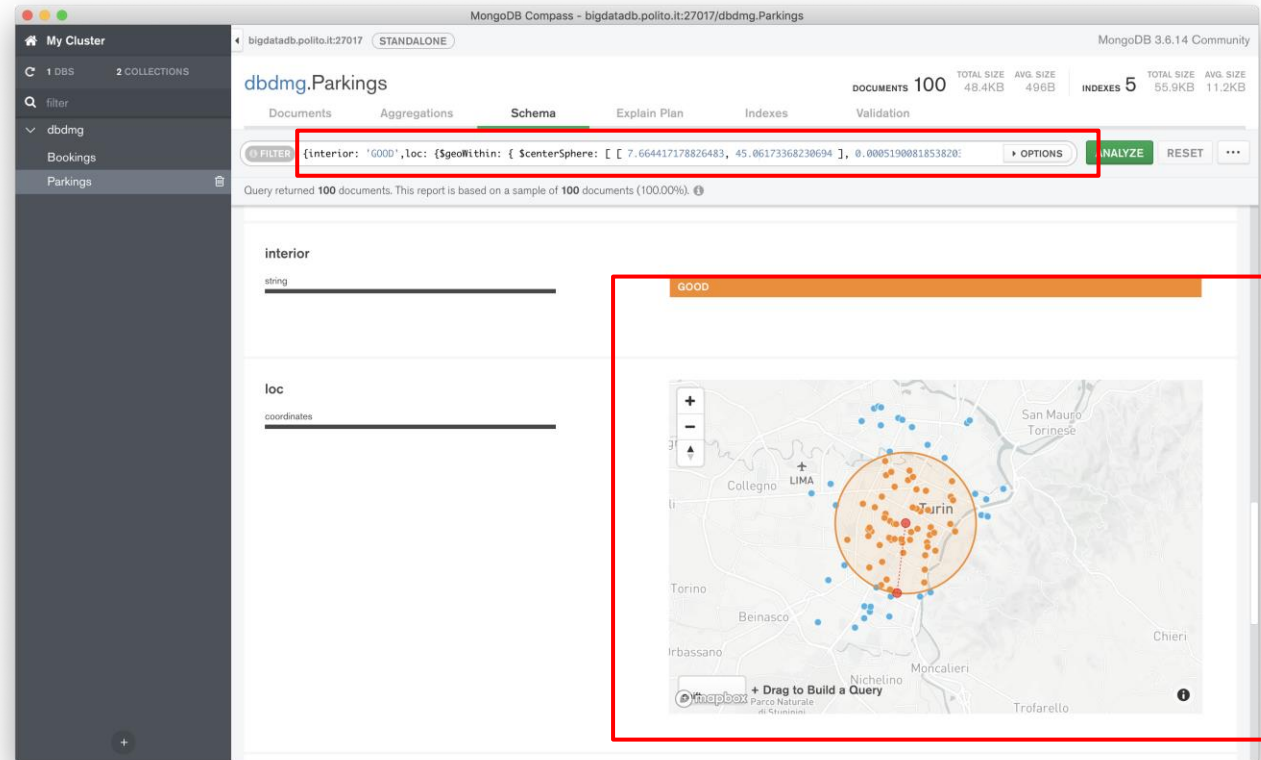 MongoDB Compass - bigdatadb.polito.it:27017/dbdmg.Parkings
My Cluster
bigdatadb.polito.it:27017 STANDALONE
MongoDB 3.6.14 Community
1 DBS 2 COLLECTIONS
filter
dbdmg
Bookings
Parkings
dbdmg.Parkings
DOCUMENTS 100 TOTAL SIZE 48.4KB AVG. SIZE 496B INDEXES 5 TOTAL SIZE 55.9KB AVG. SIZE 11.2KB
Documents Aggregations Schema Explain Plan Indexes Validation
FILTER {interior: 'GOOD',loc: {$geoWithin: { $centerSphere: [ [ 7.664417178826483, 45.06173368230694 ], 0.000519008185382 OPTIONS ANALYZE RESET ...
Query returned 100 documents. This report is based on a sample of 100 documents (100.00%).
interior
string
GOOD
loc
coordinates
+
−
San Mauro
Torinese
Collegno
LIMA
Turin
Torino
Beinasco
Chieri
Moncalieri
Nichelino
+ Drag to Build a Query
mapbox
Parco Naturale
Trofarello
+